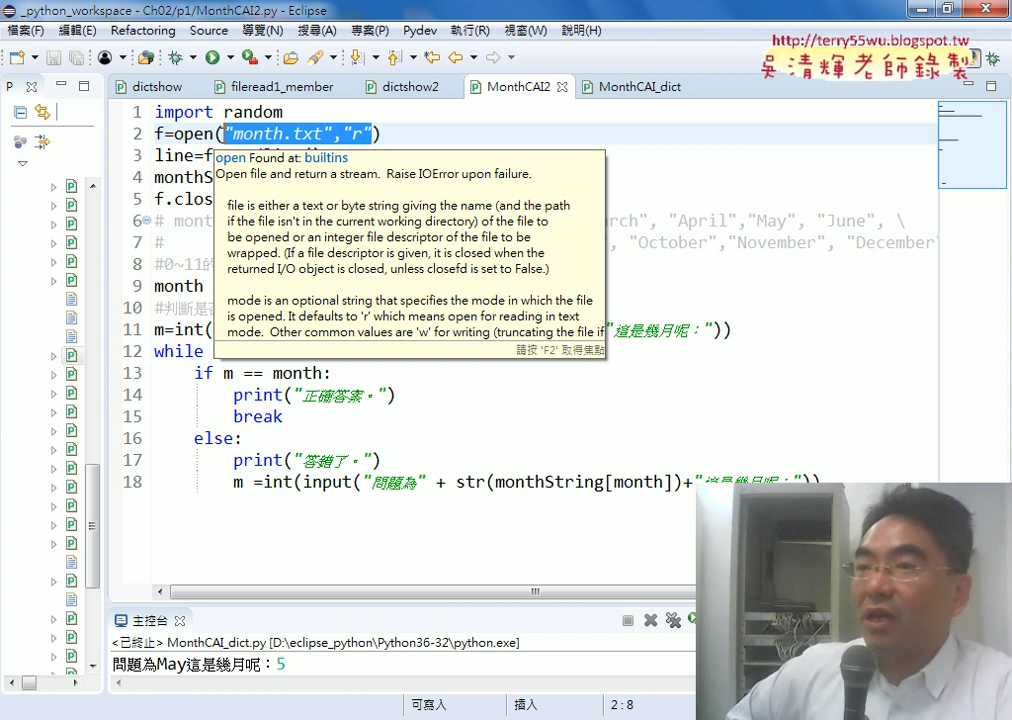 _python_workspace - Ch02/p1/MonthCAI2.py - Eclipse
檔案(F) 編輯(E) Refactoring Source 導覽(N) 搜尋(A) 專案(P) Pydev 執行(R) 視窗(W) 說明(H)
http://terry55wu.blogspot.tw
吳清輝老師錄製
P dictshow fileread1_member dictshow2 MonthCAI2 MonthCAI_dict
1 import random
2 f=open("month.txt","r")
3 line=f
open Found at: builtins
Open file and return a stream. Raise IOError upon failure.
4 monthS
file is either a text or byte string giving the name (and the path
5 f.clos
if the file isn't in the current working directory) of the file to
6 # mont arch", "April","May", "June", \
be opened or an integer file descriptor of the file to be
7 # ", "October","November", "December"
wrapped. (If a file descriptor is given, it is closed when the
8 #0~11的
returned I/O object is closed, unless closefd is set to False.)
9 month
mode is an optional string that specifies the mode in which the file
10 #判斷是否
is opened. It defaults to 'r' which means open for reading in text
11 m=int( "這是幾月呢："))
mode. Other common values are 'w' for writing (truncating the file if
12 while
請按 'F2' 取得焦點
13 if m == month:
14 print("正確答案。")
15 break
16 else:
17 print("答錯了。")
18 m =int(input("問題為" + str(monthString[month])+"這是幾月呢："))
主控台
<已終止> MonthCAI_dict.py [D:\eclipse_python\Python36-32\python.exe]
問題為May這是幾月呢：5
可寫入 插入 2:8